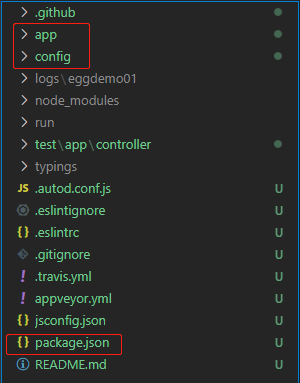 .github
app
config
logs\eggdemo01
node_modules
run
test\app\controller
typings
JS .autod.conf.js U
.eslintignore U
{} .eslintrc U
.gitignore U
! .travis.yml U
! appveyor.yml U
{} jsconfig.json U
{} package.json U
README.md U